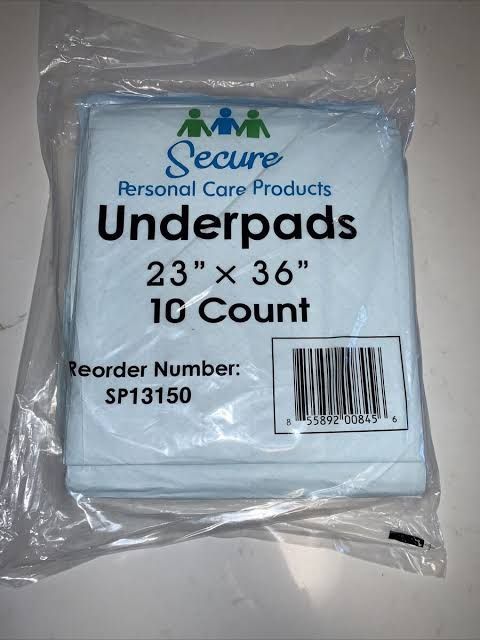 Secure
Personal Care Products
Underpads
23” × 36”
10 Count
Reorder Number:
SP13150
8 55892 00845 6